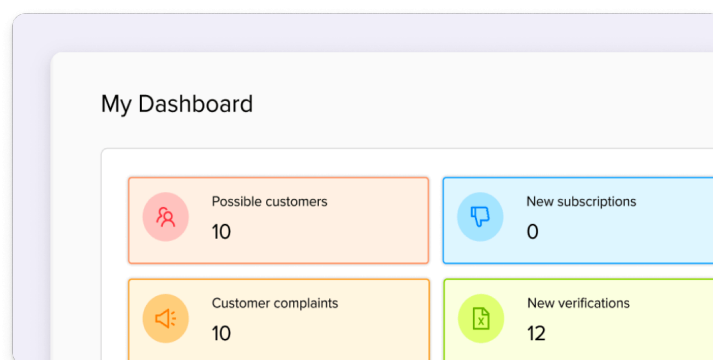 My Dashboard
Possible customers
10
New subscriptions
0
Customer complaints
10
New verifications
12